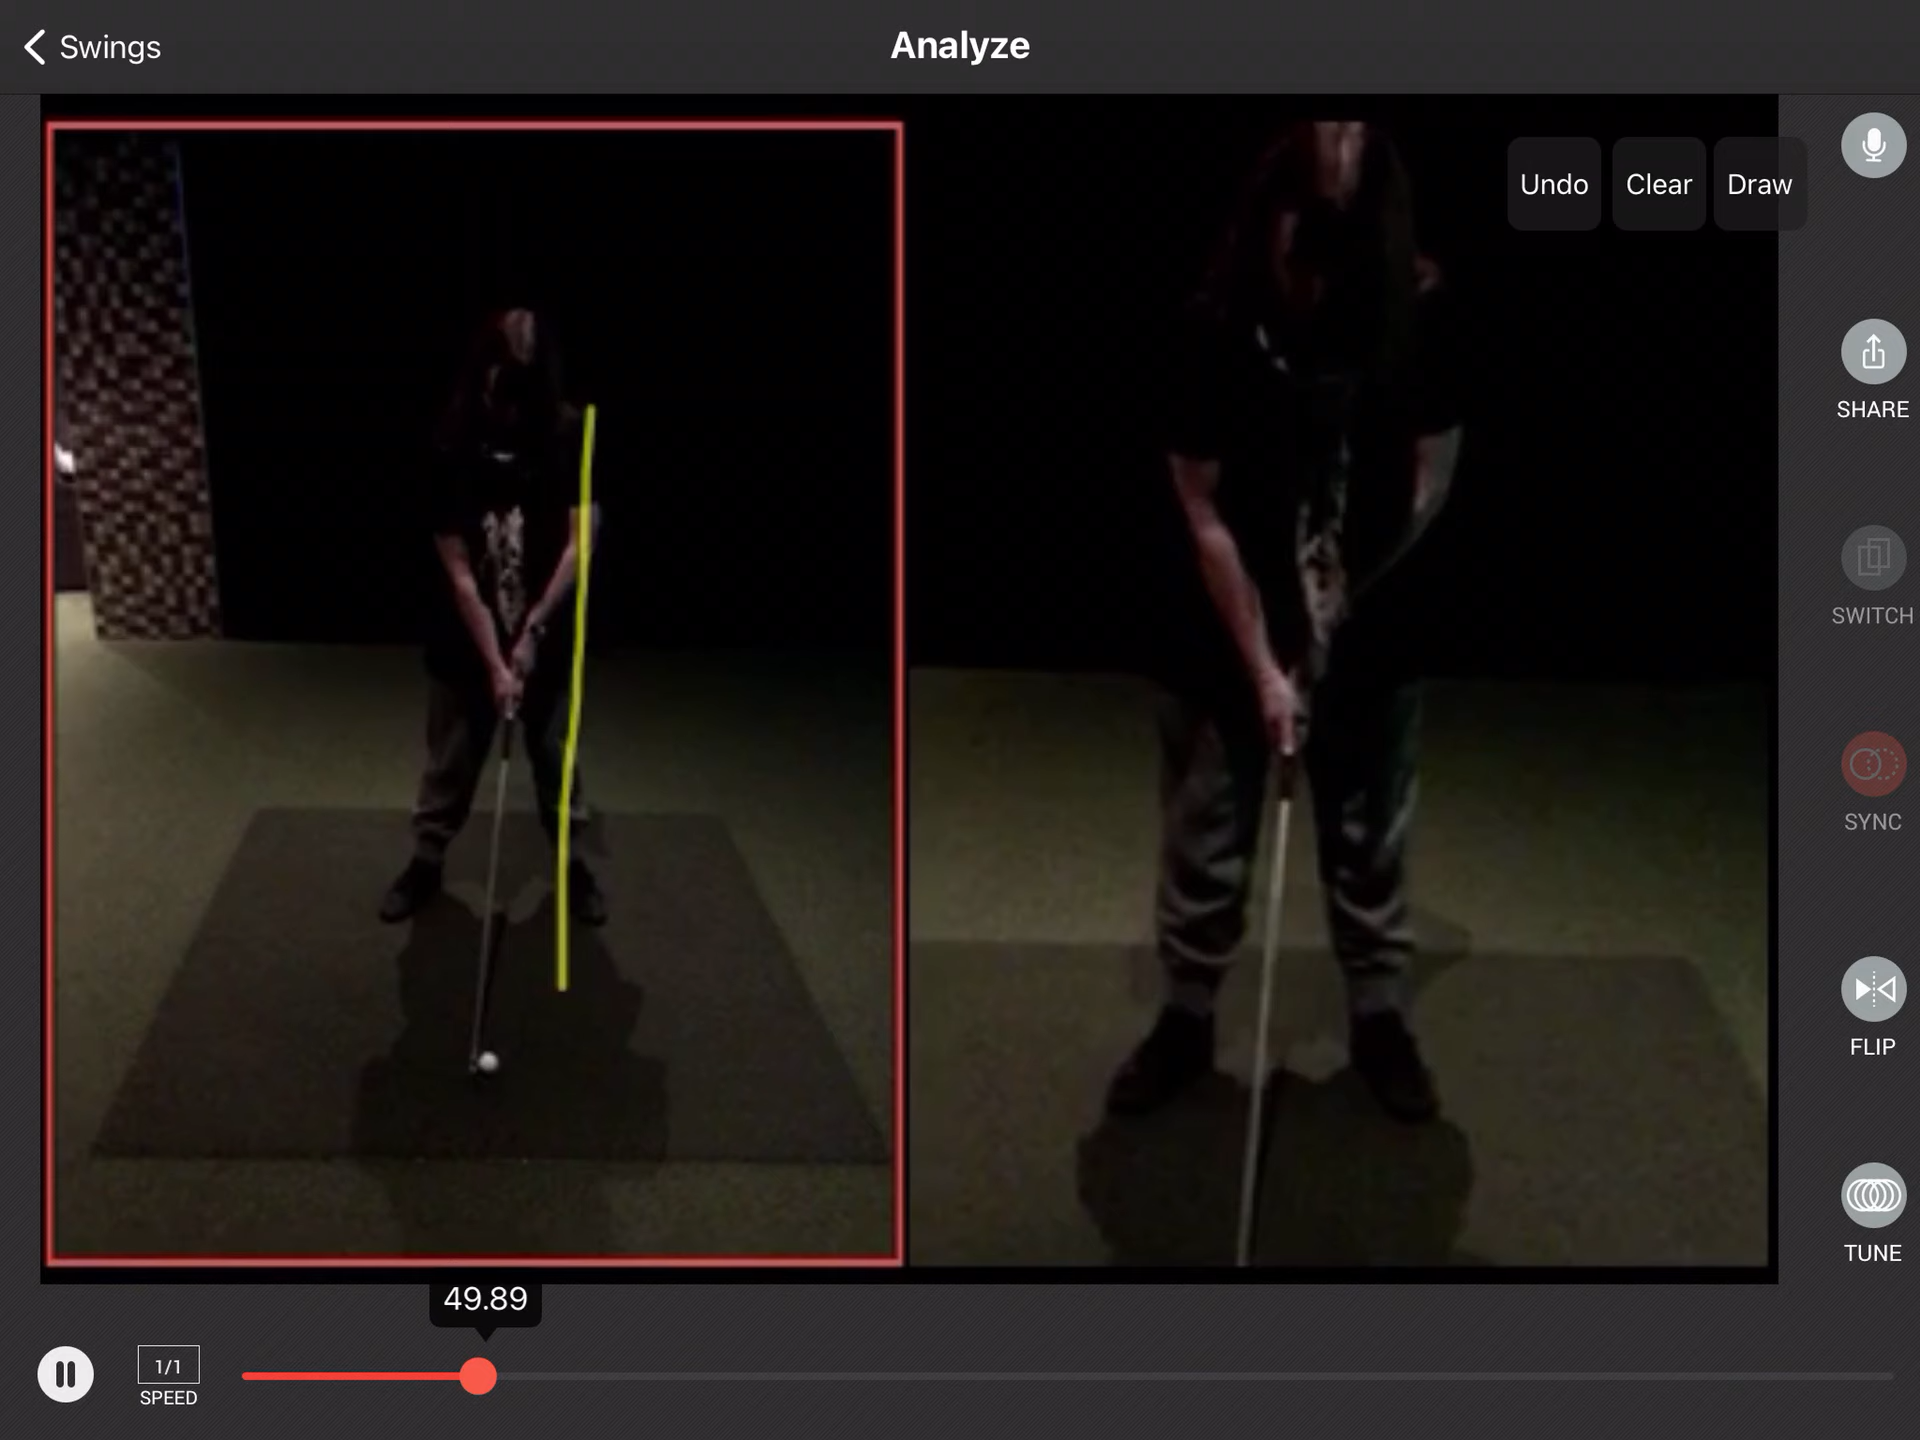 Swings
Analyze
Undo
Clear
Draw
SHARE
SWITCH
SYNC
FLIP
TUNE
49.89
1/1
SPEED